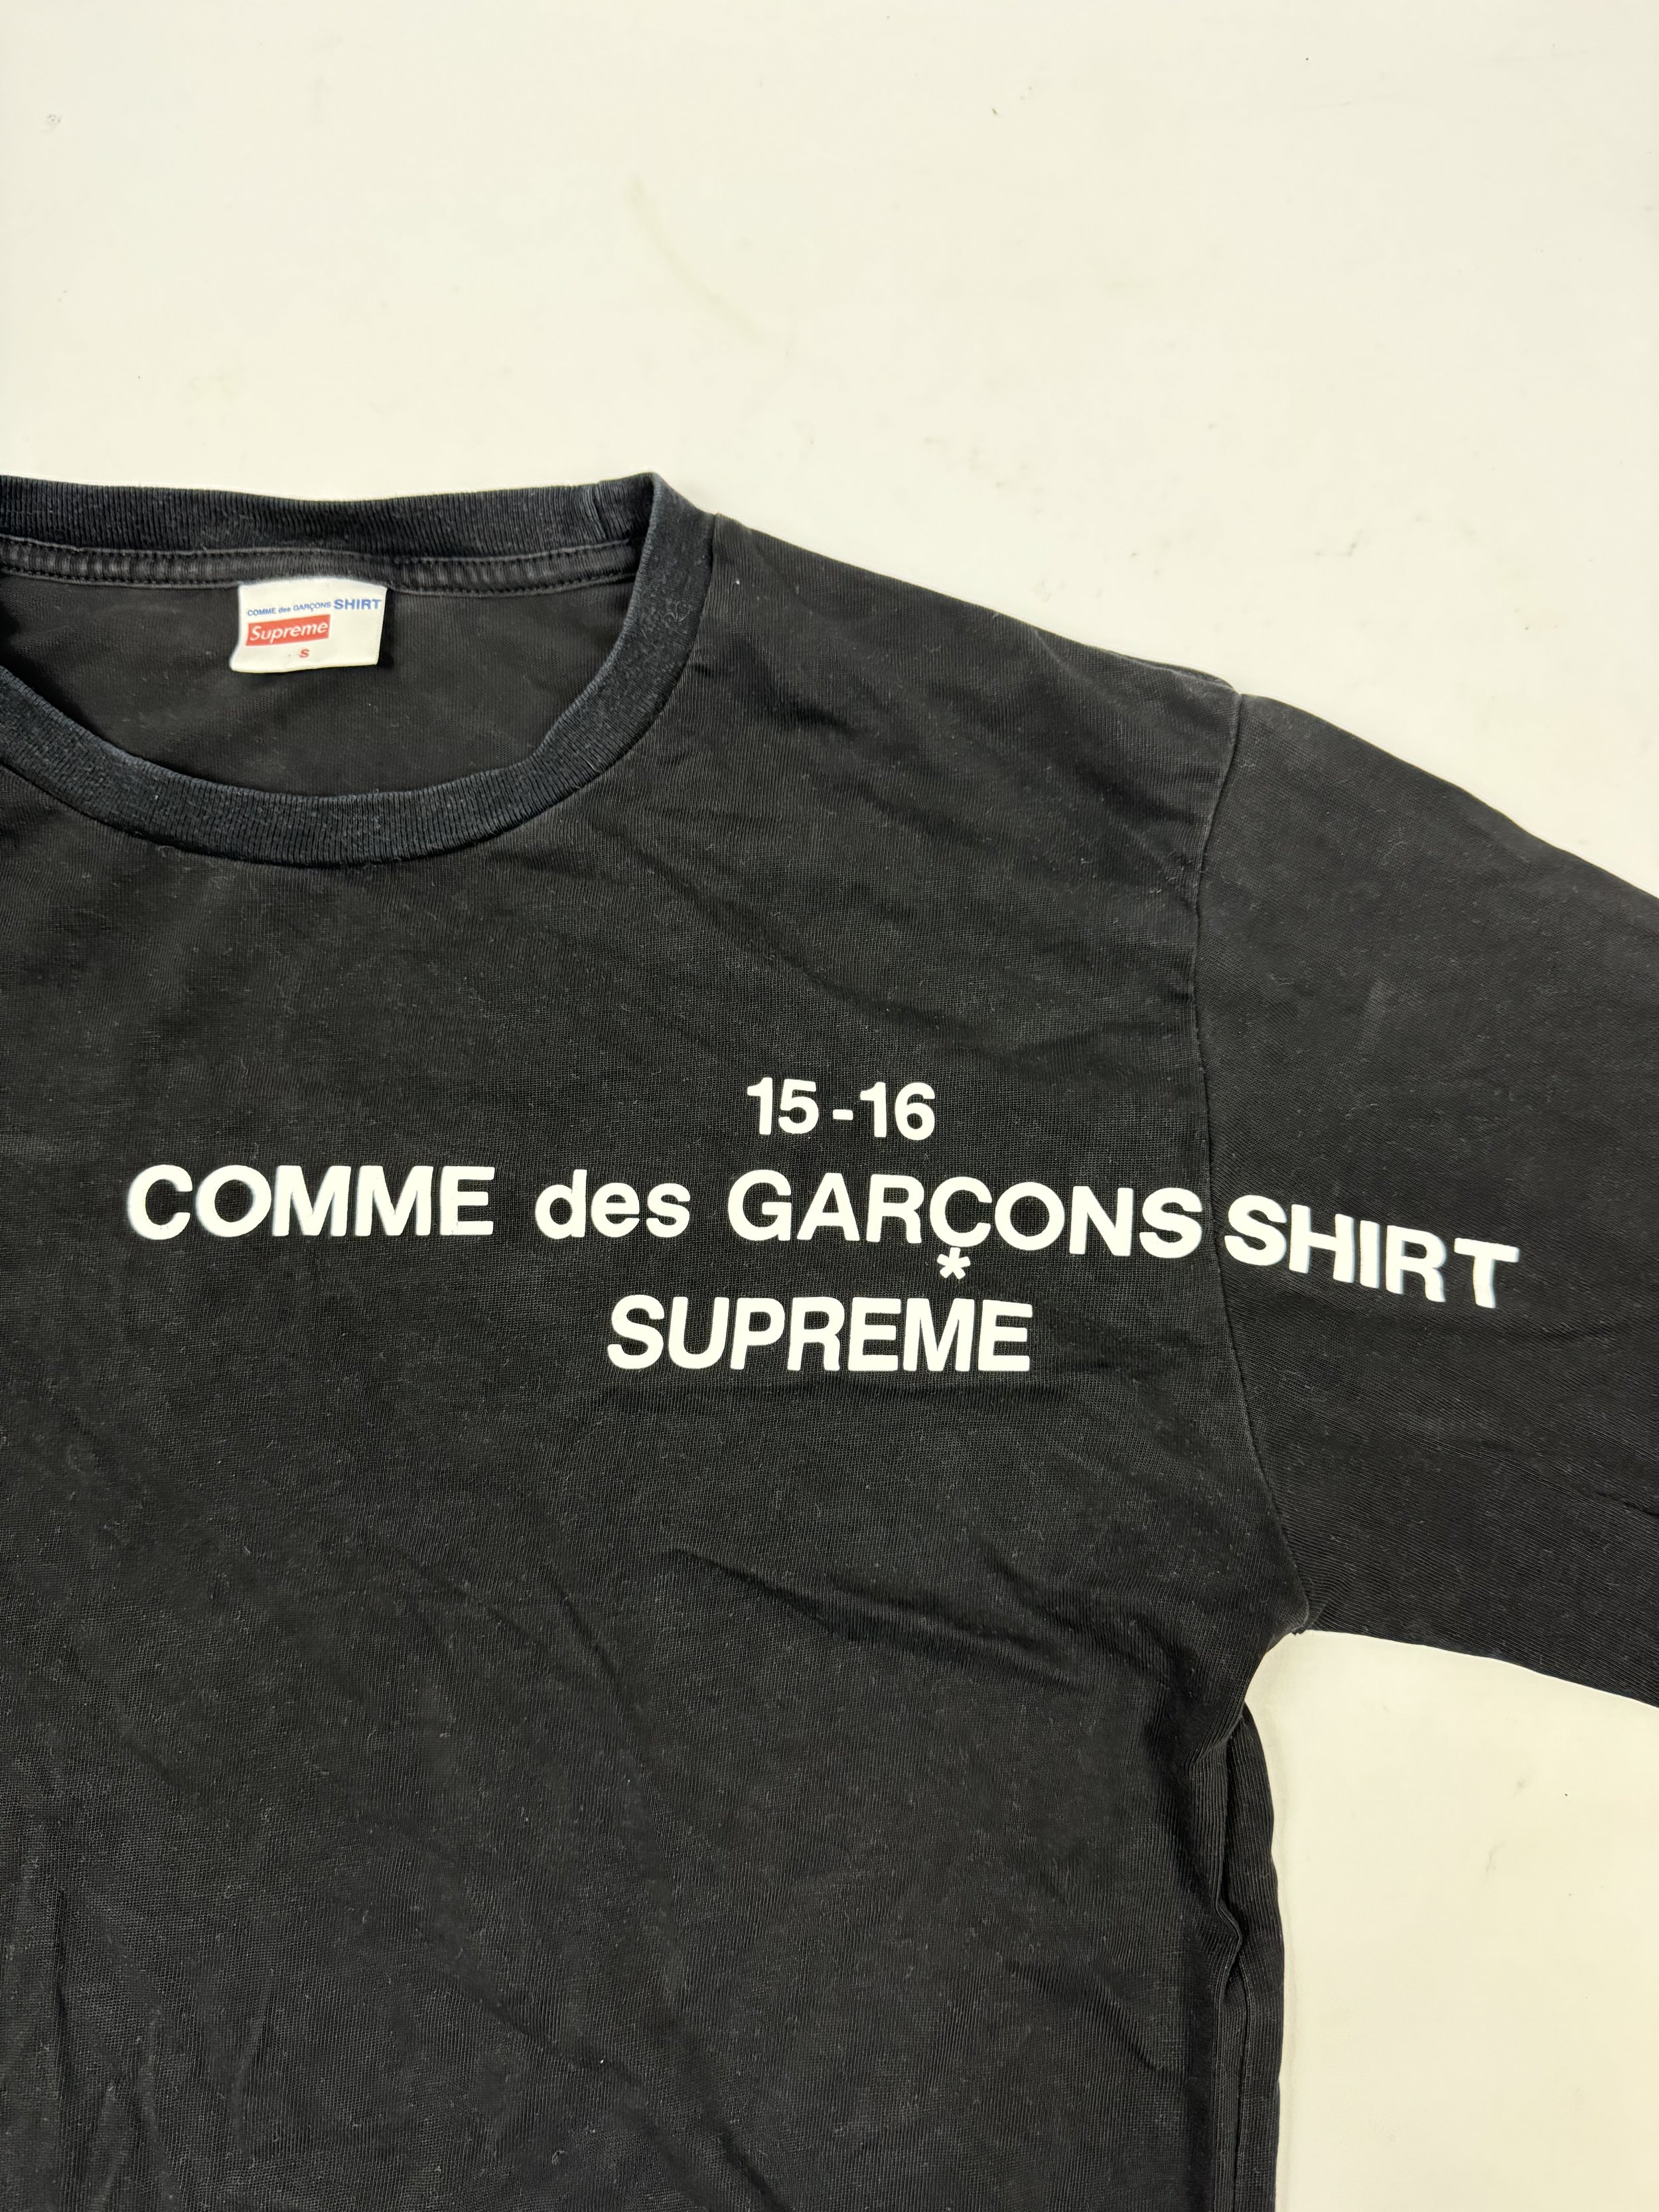 COMME des GARÇONS SHIRT
Supreme
S
15-16
COMME des GARÇONS SHIRT
*
SUPREME